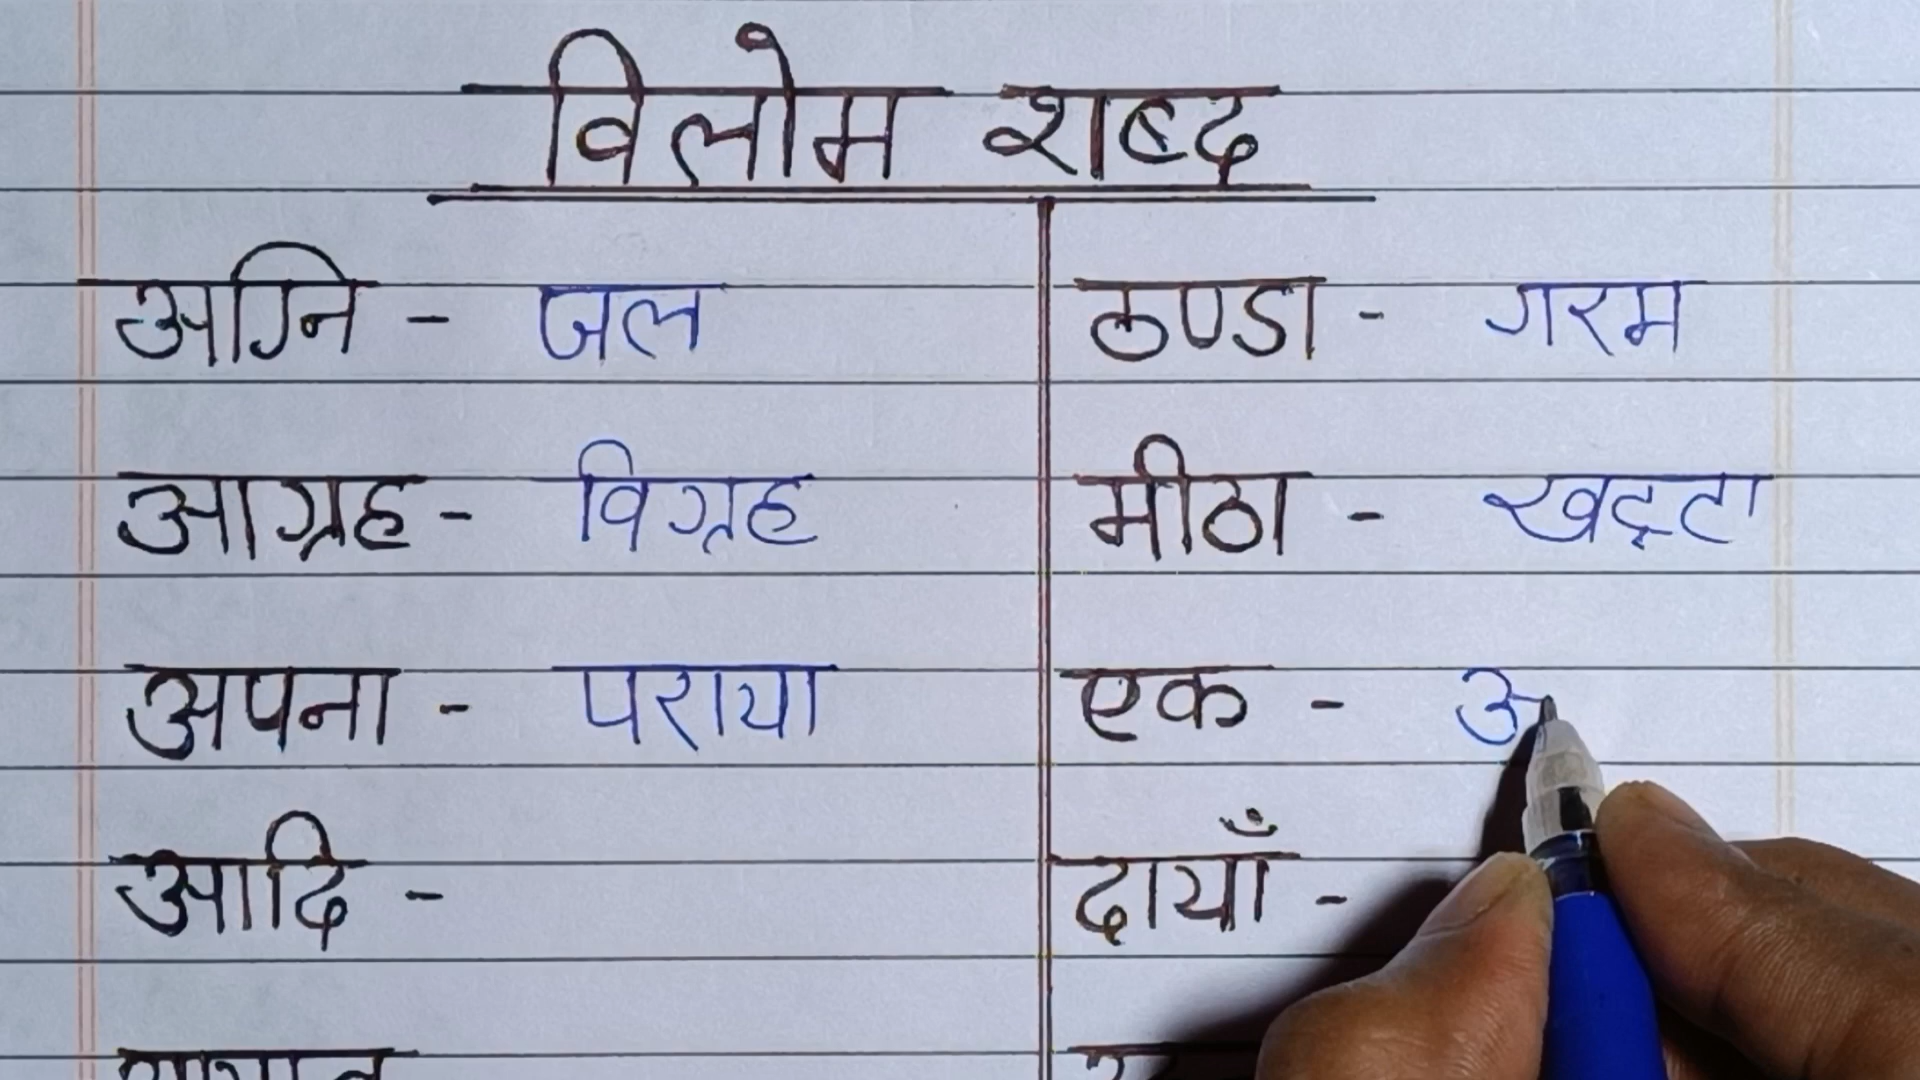 विलोम शब्द
अग्नि - जल
आग्रह - विग्रह
अपना - पराया
आदि -
ठण्डा - गरम
मीठा - खट्टा
एक - अ
दायाँ -